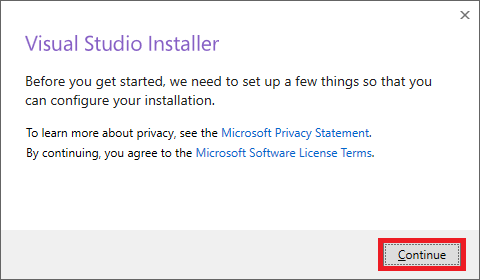 Visual Studio Installer
Before you get started, we need to set up a few things so that you
can configure your installation.
To learn more about privacy, see the Microsoft Privacy Statement.
By continuing, you agree to the Microsoft Software License Terms.
Continue